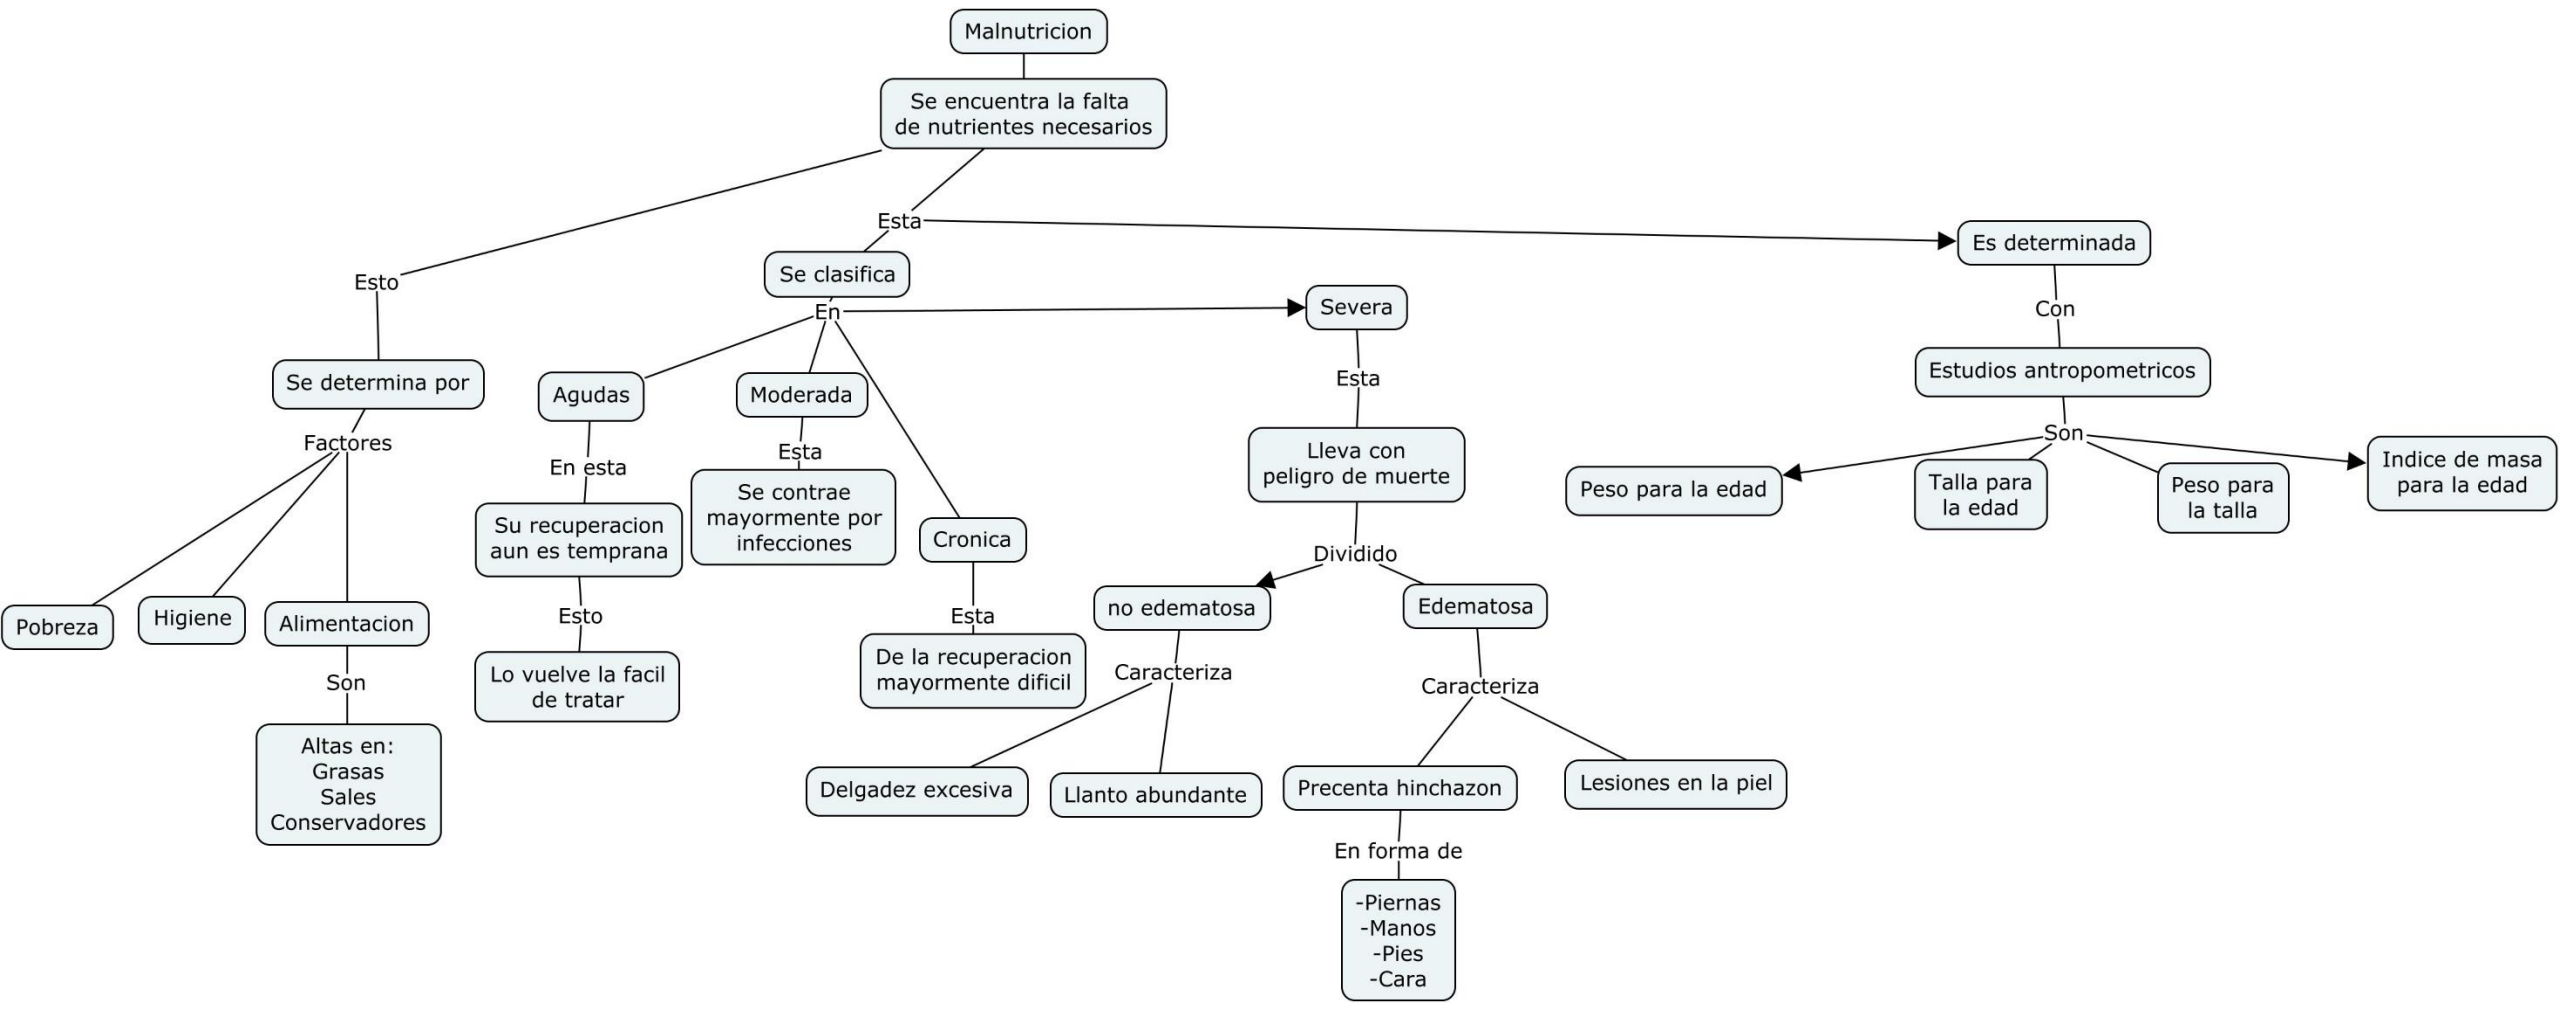 Malnutricion
Se encuentra la falta
de nutrientes necesarios
Esto
Se determina por
Factores
Pobreza
Higiene
Alimentacion
Son
Altas en:
Grasas
Sales
Conservadores
Esta
Se clasifica
En
Agudas
En esta
Su recuperacion
aun es temprana
Esto
Lo vuelve la facil
de tratar
Moderada
Esta
Se contrae
mayormente por
infecciones
Cronica
Esta
De la recuperacion
mayormente dificil
Severa
Esta
Lleva con
peligro de muerte
Dividido
no edematosa
Caracteriza
Delgadez excesiva
Llanto abundante
Edematosa
Caracteriza
Precenta hinchazon
En forma de
-Piernas
-Manos
-Pies
-Cara
Lesiones en la piel
Es determinada
Con
Estudios antropometricos
Son
Peso para la edad
Talla para
la edad
Peso para
la talla
Indice de masa
para la edad